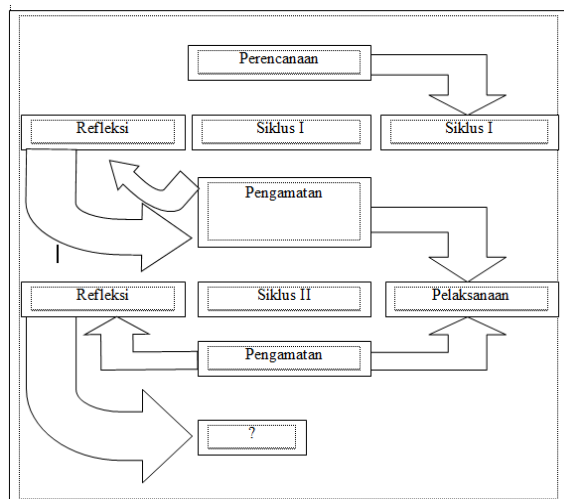 Perencanaan
Refleksi
Siklus I
Siklus I
Pengamatan
Refleksi
Siklus II
Pelaksanaan
Pengamatan
?